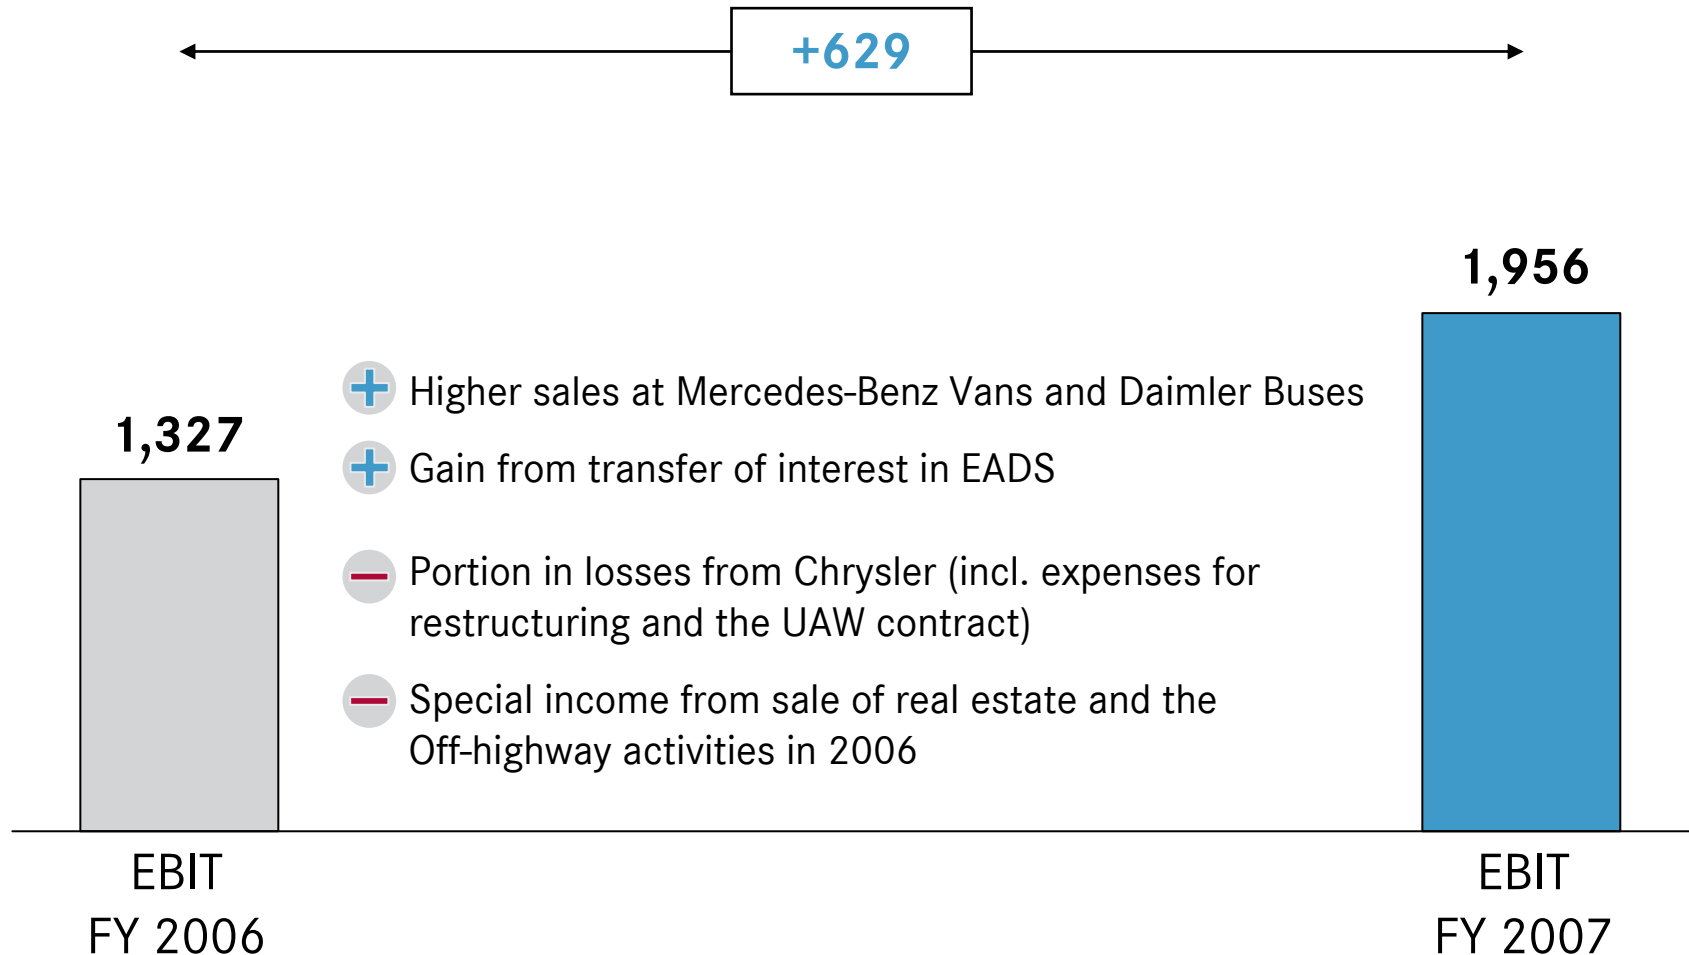 +629
1,956
1,327
Higher sales at Mercedes-Benz Vans and Daimler Buses
Gain from transfer of interest in EADS
Portion in losses from Chrysler (incl. expenses for
restructuring and the UAW contract)
Special income from sale of real estate and the
Off-highway activities in 2006
EBIT
FY 2006
EBIT
FY 2007